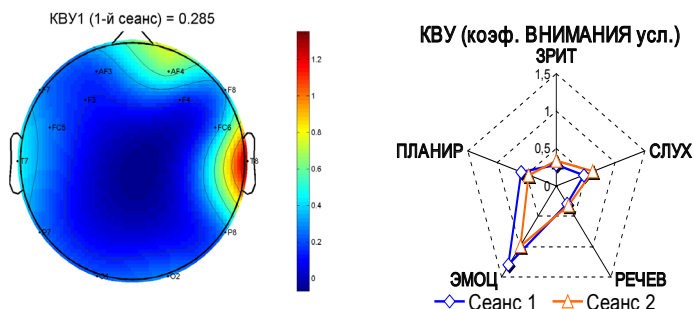 КВУ1 (1-й сеанс) = 0.285
AF3
AF4
F7
F3
F4
F8
FC5
FC6
T7
T8
P7
P8
O1
O2
1.2
1
0.8
0.6
0.4
0.2
0
КВУ (коэф. ВНИМАНИЯ усл.)
ЗРИТ
1,5
1
0,5
0
ПЛАНИР
СЛУХ
ЭМОЦ
РЕЧЕВ
Сеанс 1
Сеанс 2